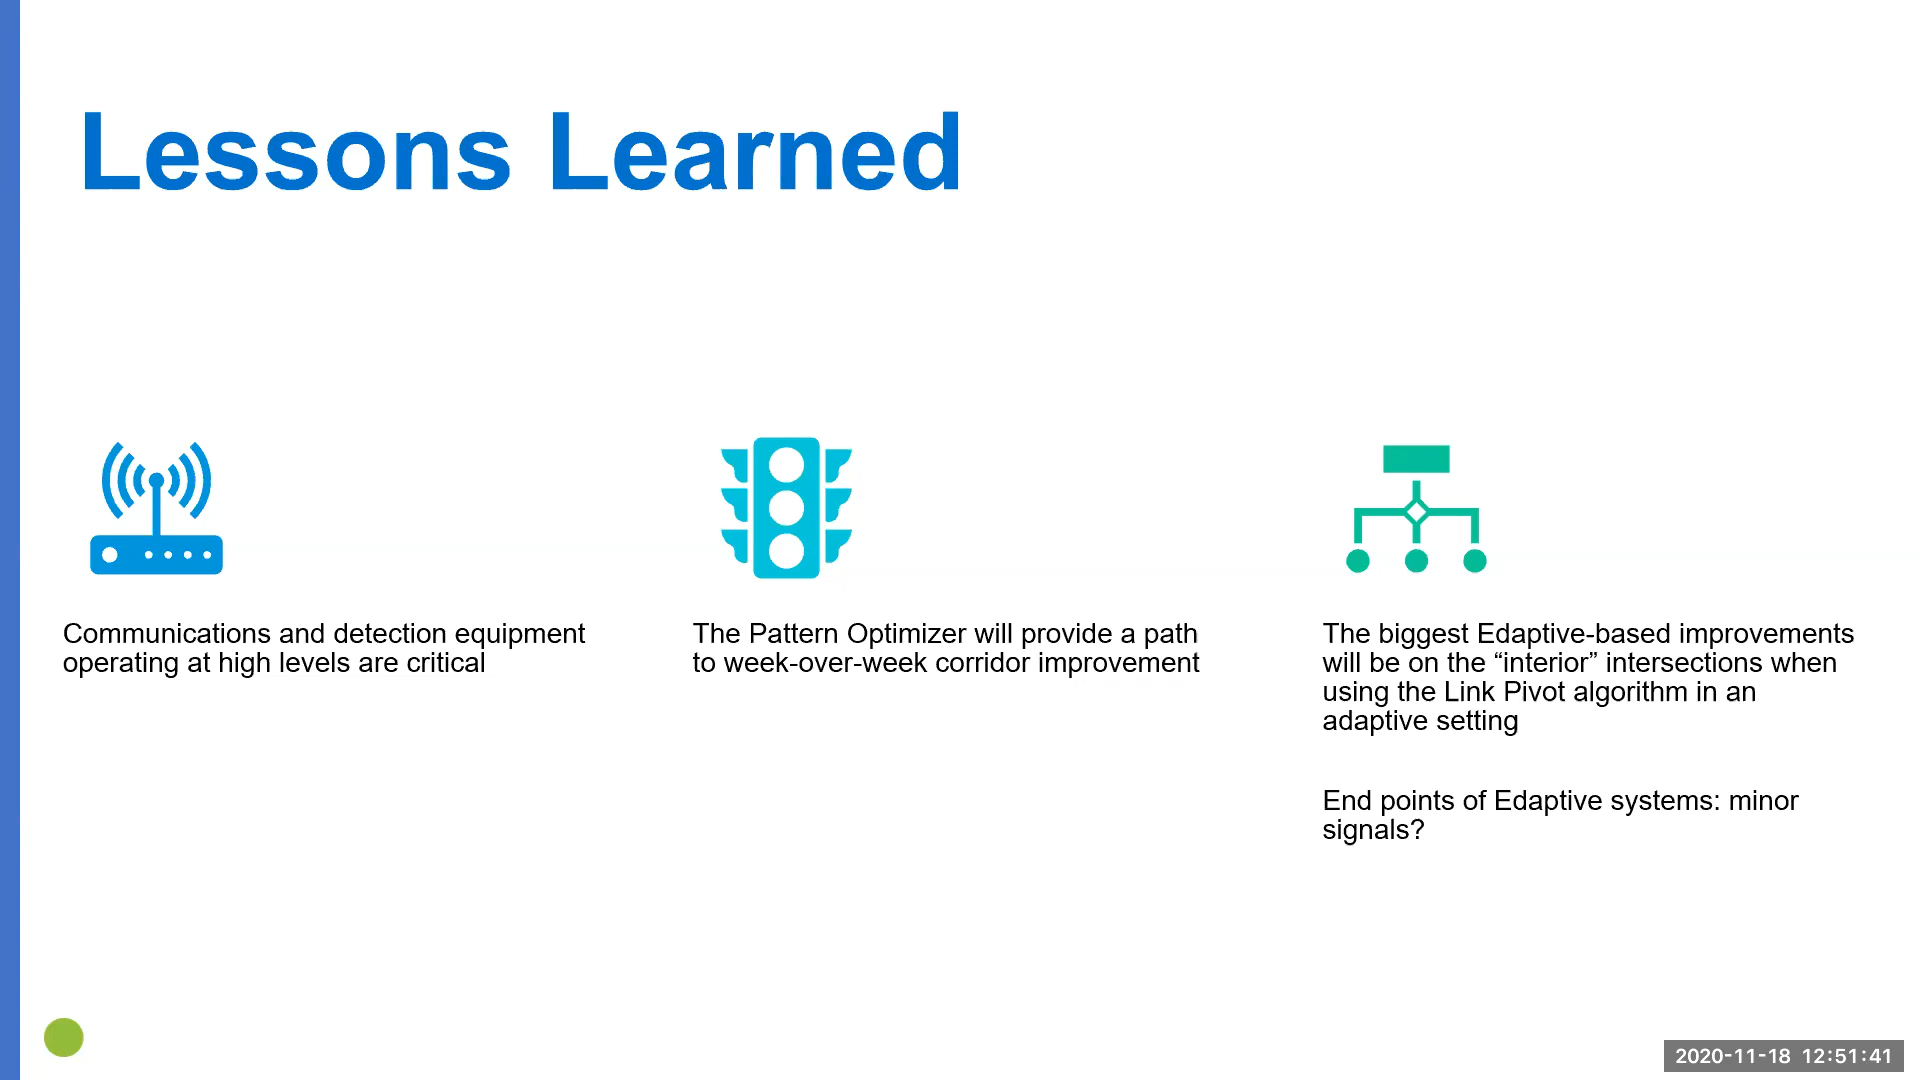 Lessons Learned
Communications and detection equipment
operating at high levels are critical
The Pattern Optimizer will provide a path
to week-over-week corridor improvement
The biggest Edaptive-based improvements
will be on the “interior” intersections when
using the Link Pivot algorithm in an
adaptive setting
End points of Edaptive systems: minor
signals?
2020-11-18 12:51:41